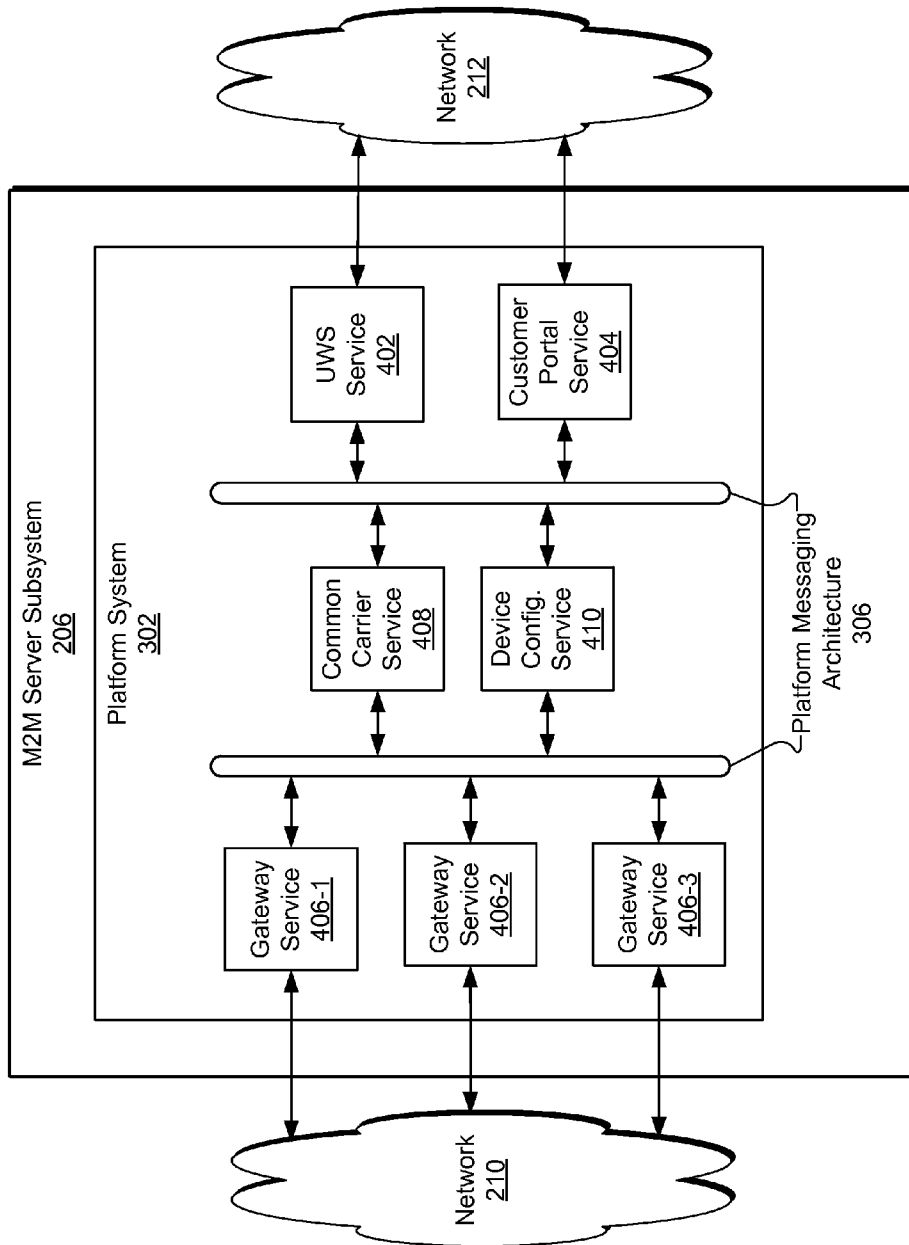 M2M Server Subsystem
206
Platform System
302
Network
210
Gateway
Service
406-1
Gateway
Service
406-2
Gateway
Service
406-3
Common
Carrier
Service
408
Device
Config.
Service
410
UWS
Service
402
Customer
Portal
Service
404
Network
212
Platform Messaging
Architecture
306